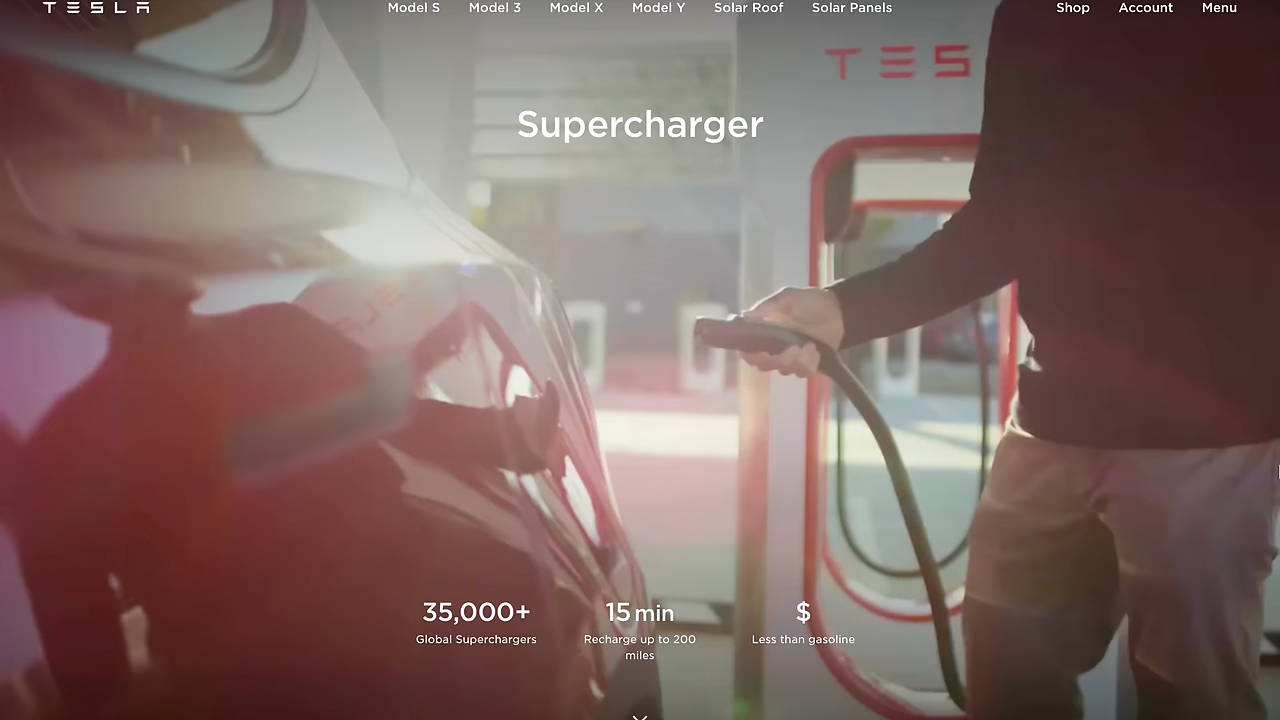 TESLA
Model S
Model 3
Model X
Model Y
Solar Roof
Solar Panels
Shop
Account
Menu
TES
Supercharger
35,000+
15 min
$
Global Superchargers
Recharge up to 200
miles
Less than gasoline